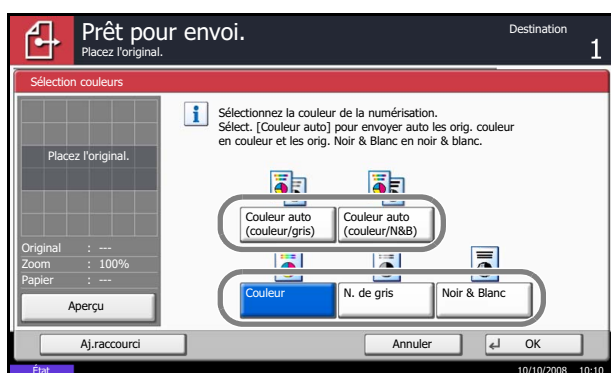 Prêt pour envoi.
Placez l'original.
Destination
1
Sélection couleurs
Placez l'original.
Sélectionnez la couleur de la numérisation.
Sélect. [Couleur auto] pour envoyer auto les orig. couleur
en couleur et les orig. Noir & Blanc en noir & blanc.
Couleur auto
(couleur/gris)
Couleur auto
(couleur/N&B)
Original : ---
Zoom : 100%
Papier : ---
Couleur
N. de gris
Noir & Blanc
Aperçu
Aj.raccourci
Annuler
OK
État
10/10/2008 10:10